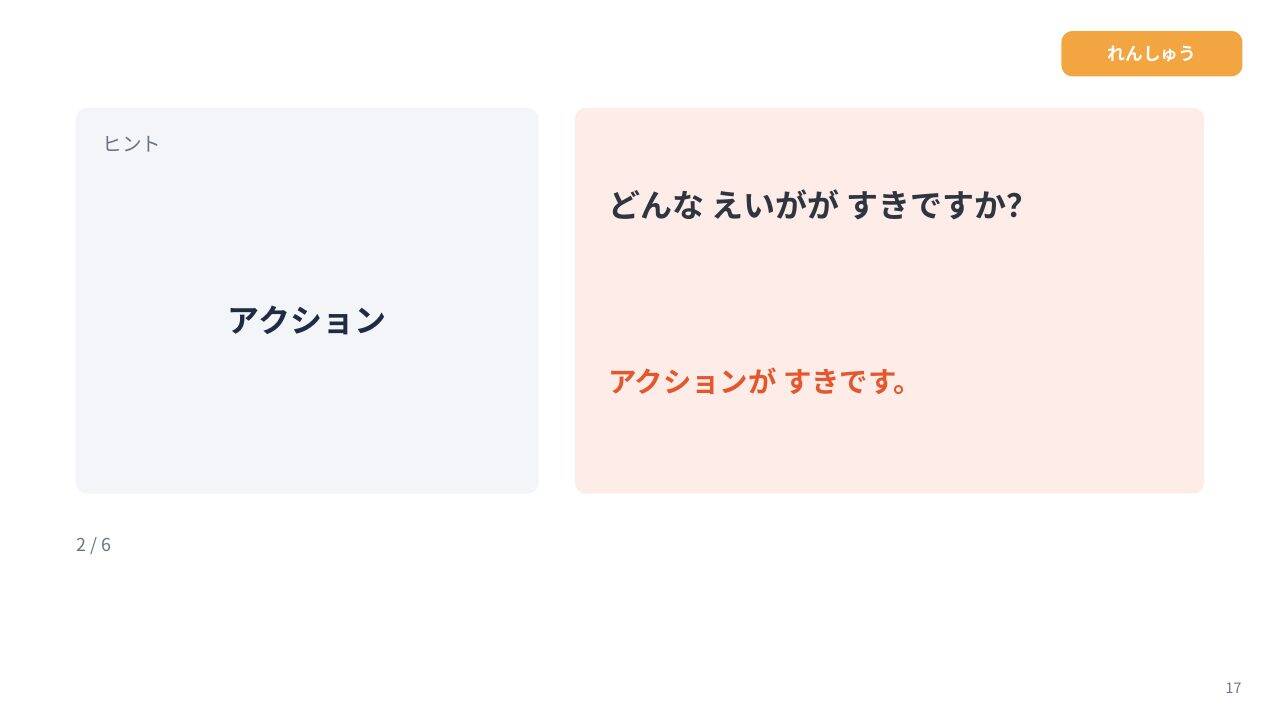 れんしゅう
ヒント
アクション
どんな えいがが すきですか?
アクションが すきです。
2 / 6
17